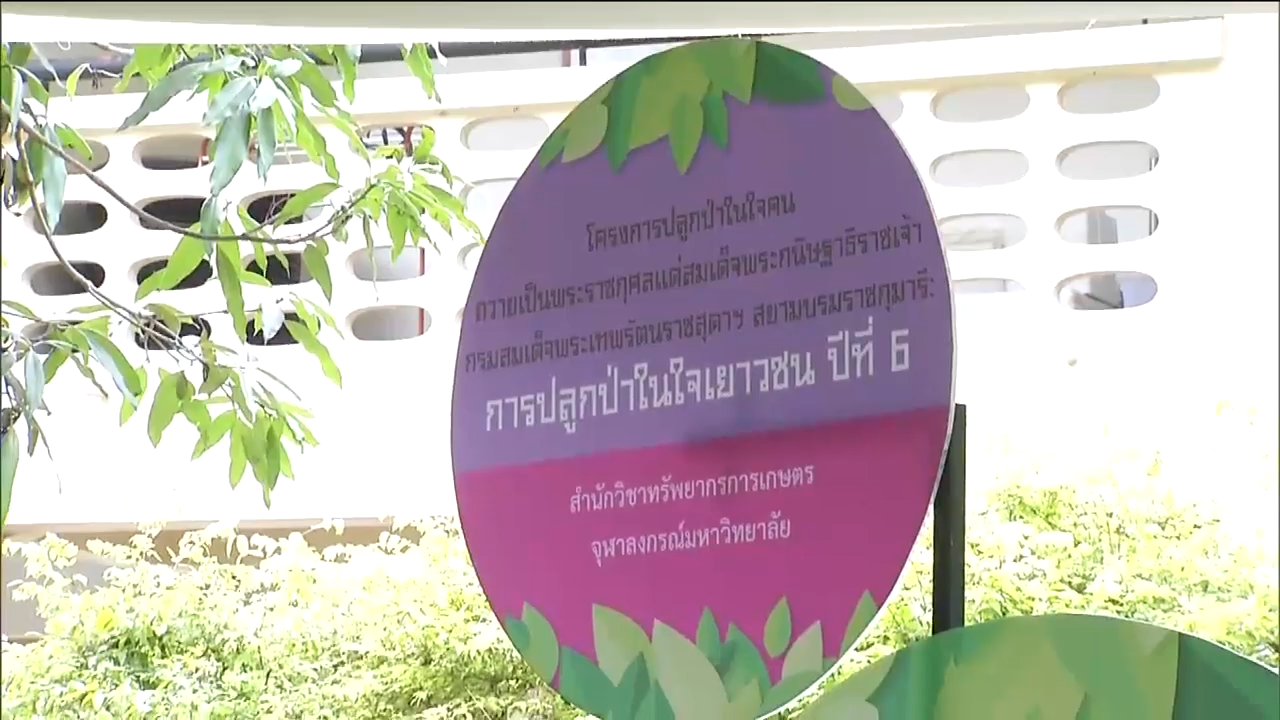 โครงการปลูกป่าในใจคน
ถวายเป็นพระราชกุศลแด่สมเด็จพระกนิษฐาธิราชเจ้า
กรมสมเด็จพระเทพรัตนราชสุดาฯ สยามบรมราชกุมารี
การปลูกป่าในใจเยาวชน ปีที่ 6
สำนักวิชาทรัพยากรการเกษตร
จุฬาลงกรณ์มหาวิทยาลัย